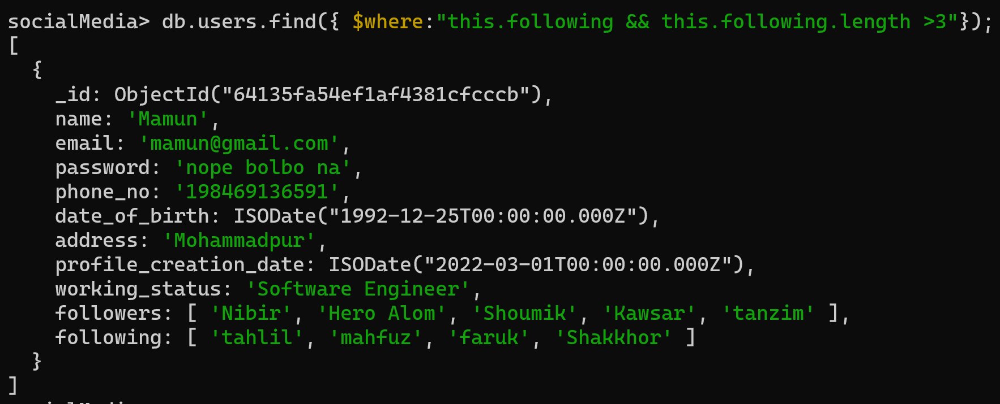 socialMedia> db.users.find({ $where:"this.following && this.following.length >3"});
[
  {
    _id: ObjectId("64135fa54ef1af4381cfcccb"),
    name: 'Mamun',
    email: 'mamun@gmail.com',
    password: 'nope bolbo na',
    phone_no: '198469136591',
    date_of_birth: ISODate("1992-12-25T00:00:00.000Z"),
    address: 'Mohammadpur',
    profile_creation_date: ISODate("2022-03-01T00:00:00.000Z"),
    working_status: 'Software Engineer',
    followers: [ 'Nibir', 'Hero Alom', 'Shoumik', 'Kawsar', 'tanzim' ],
    following: [ 'tahlil', 'mahfuz', 'faruk', 'Shakkhor' ]
  }
]